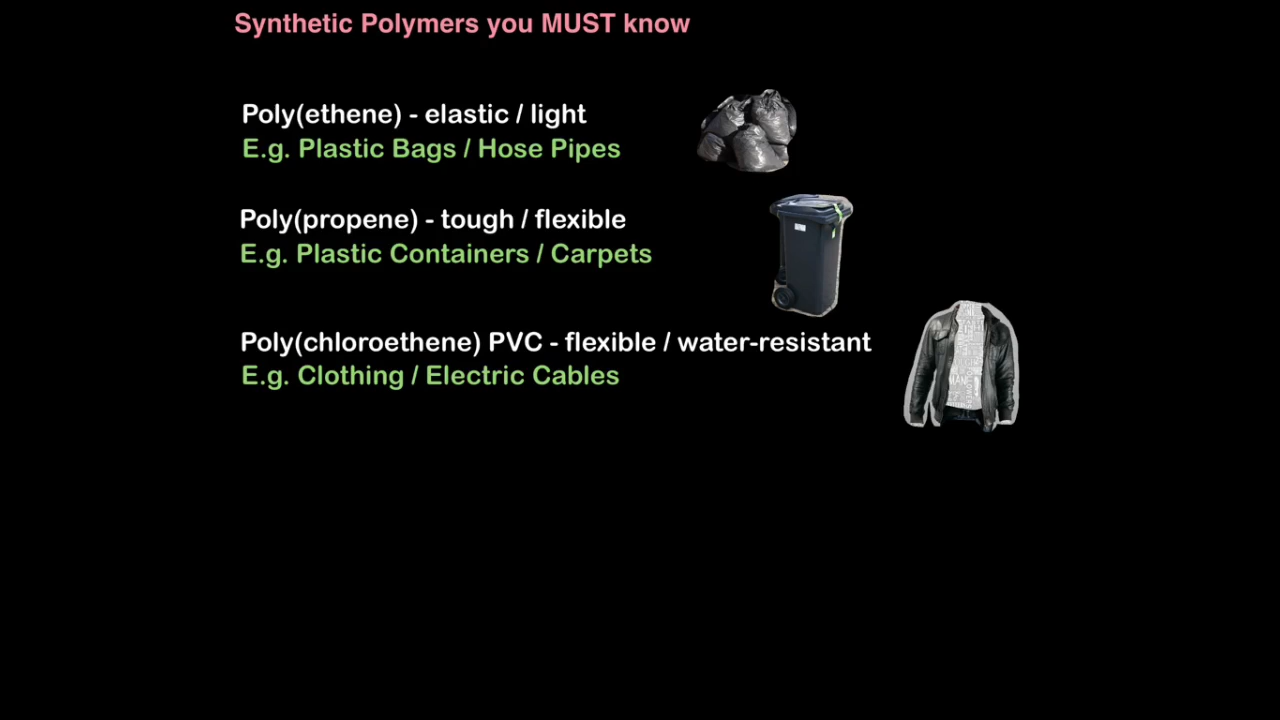 Synthetic Polymers you MUST know
Poly(ethene) - elastic / light
E.g. Plastic Bags / Hose Pipes
Poly(propene) - tough / flexible
E.g. Plastic Containers / Carpets
Poly(chloroethene) PVC - flexible / water-resistant
E.g. Clothing / Electric Cables